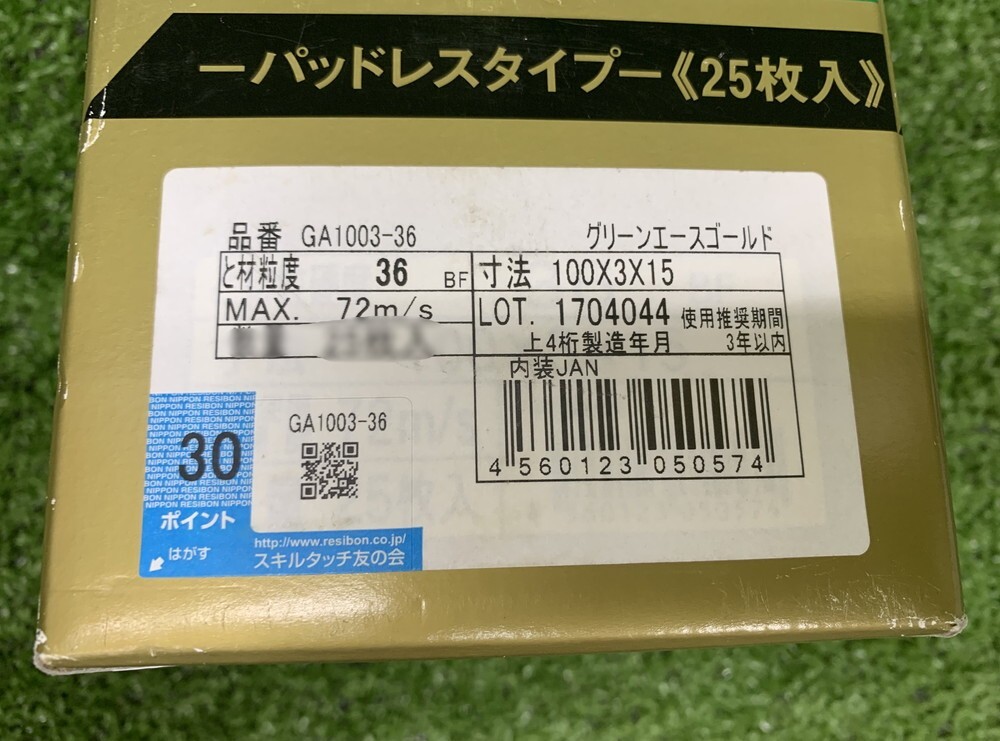 ーパッドレスタイプー《25枚入》
品番 GA1003-36 グリーンエースゴールド
と材粒度 36 BF 寸法 100X3X15
MAX. 72m/s LOT. 1704044 使用推奨期間
上4桁製造年月 3年以内
内装JAN
4 560123 050574
BON NIPPON RESIBON NIPPON
30
ポイント
はがす
GA1003-36
http://www.resibon.co.jp/
スキルタッチ友の会